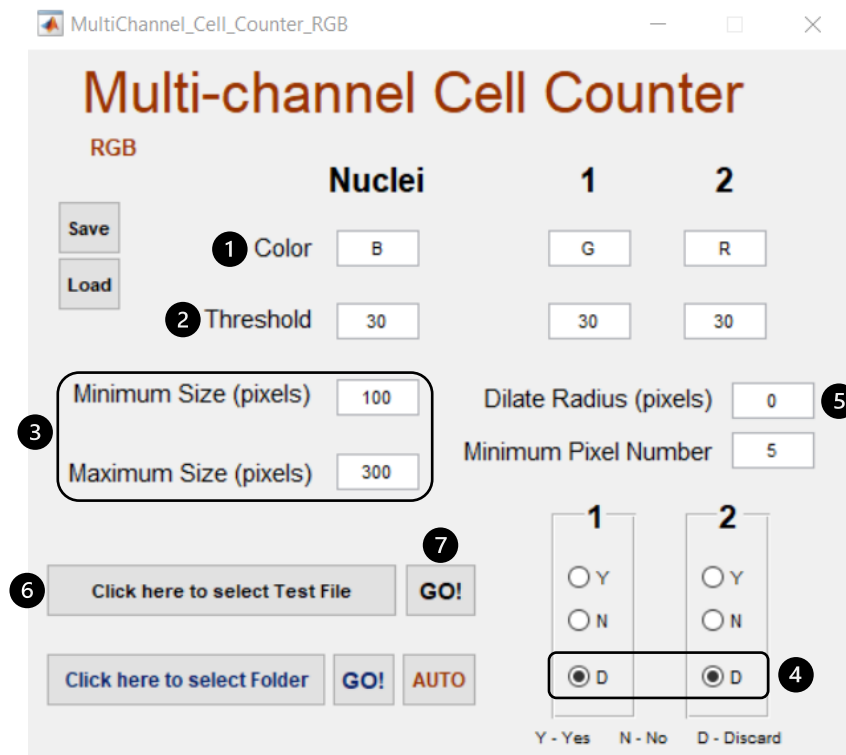 MultiChannel_Cell_Counter_RGB
Multi-channel Cell Counter
RGB
Nuclei 1 2
Save
Load
1 Color B G R
2 Threshold 30 30 30
3
Minimum Size (pixels) 100
Maximum Size (pixels) 300
Dilate Radius (pixels) 0 5
Minimum Pixel Number 5
1 2
Y Y
N N
D D 4
Y - Yes N - No D - Discard
7
6 Click here to select Test File GO!
Click here to select Folder GO! AUTO